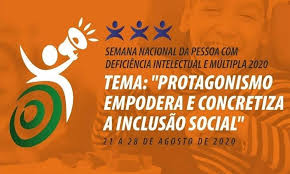 SEMANA NACIONAL DA PESSOA COM
DEFICIÊNCIA INTELECTUAL E MÚLTIPLA 2020
TEMA: "PROTAGONISMO
EMPODERA E CONCRETIZA
A INCLUSÃO SOCIAL"
21 A 28 DE AGOSTO DE 2020